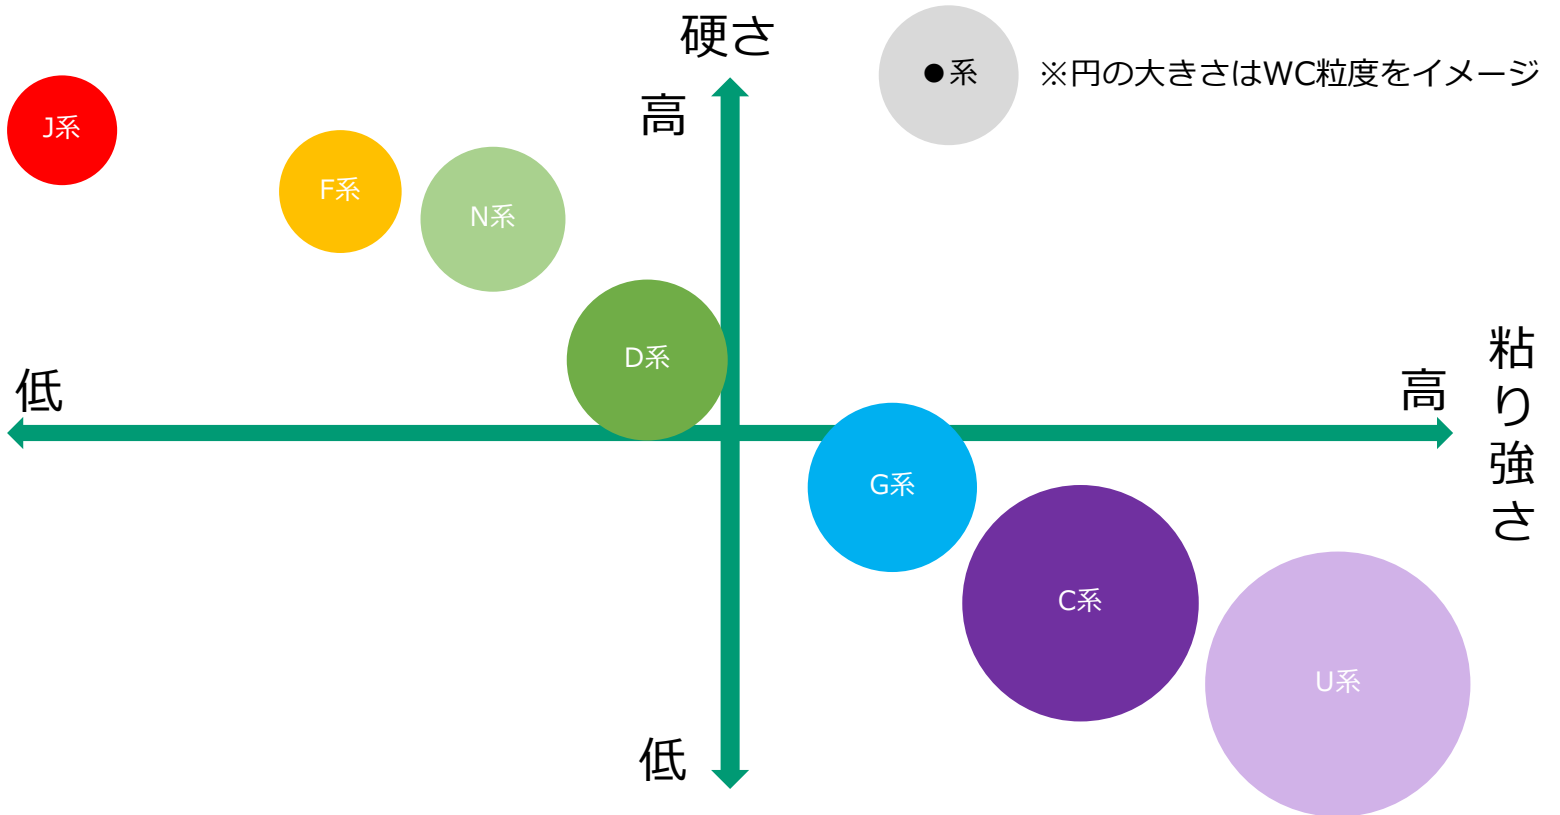 硬さ
●系 ※円の大きさはWC粒度をイメージ
高
J系
F系
N系
D系
低
高
粘り強さ
G系
C系
U系
低